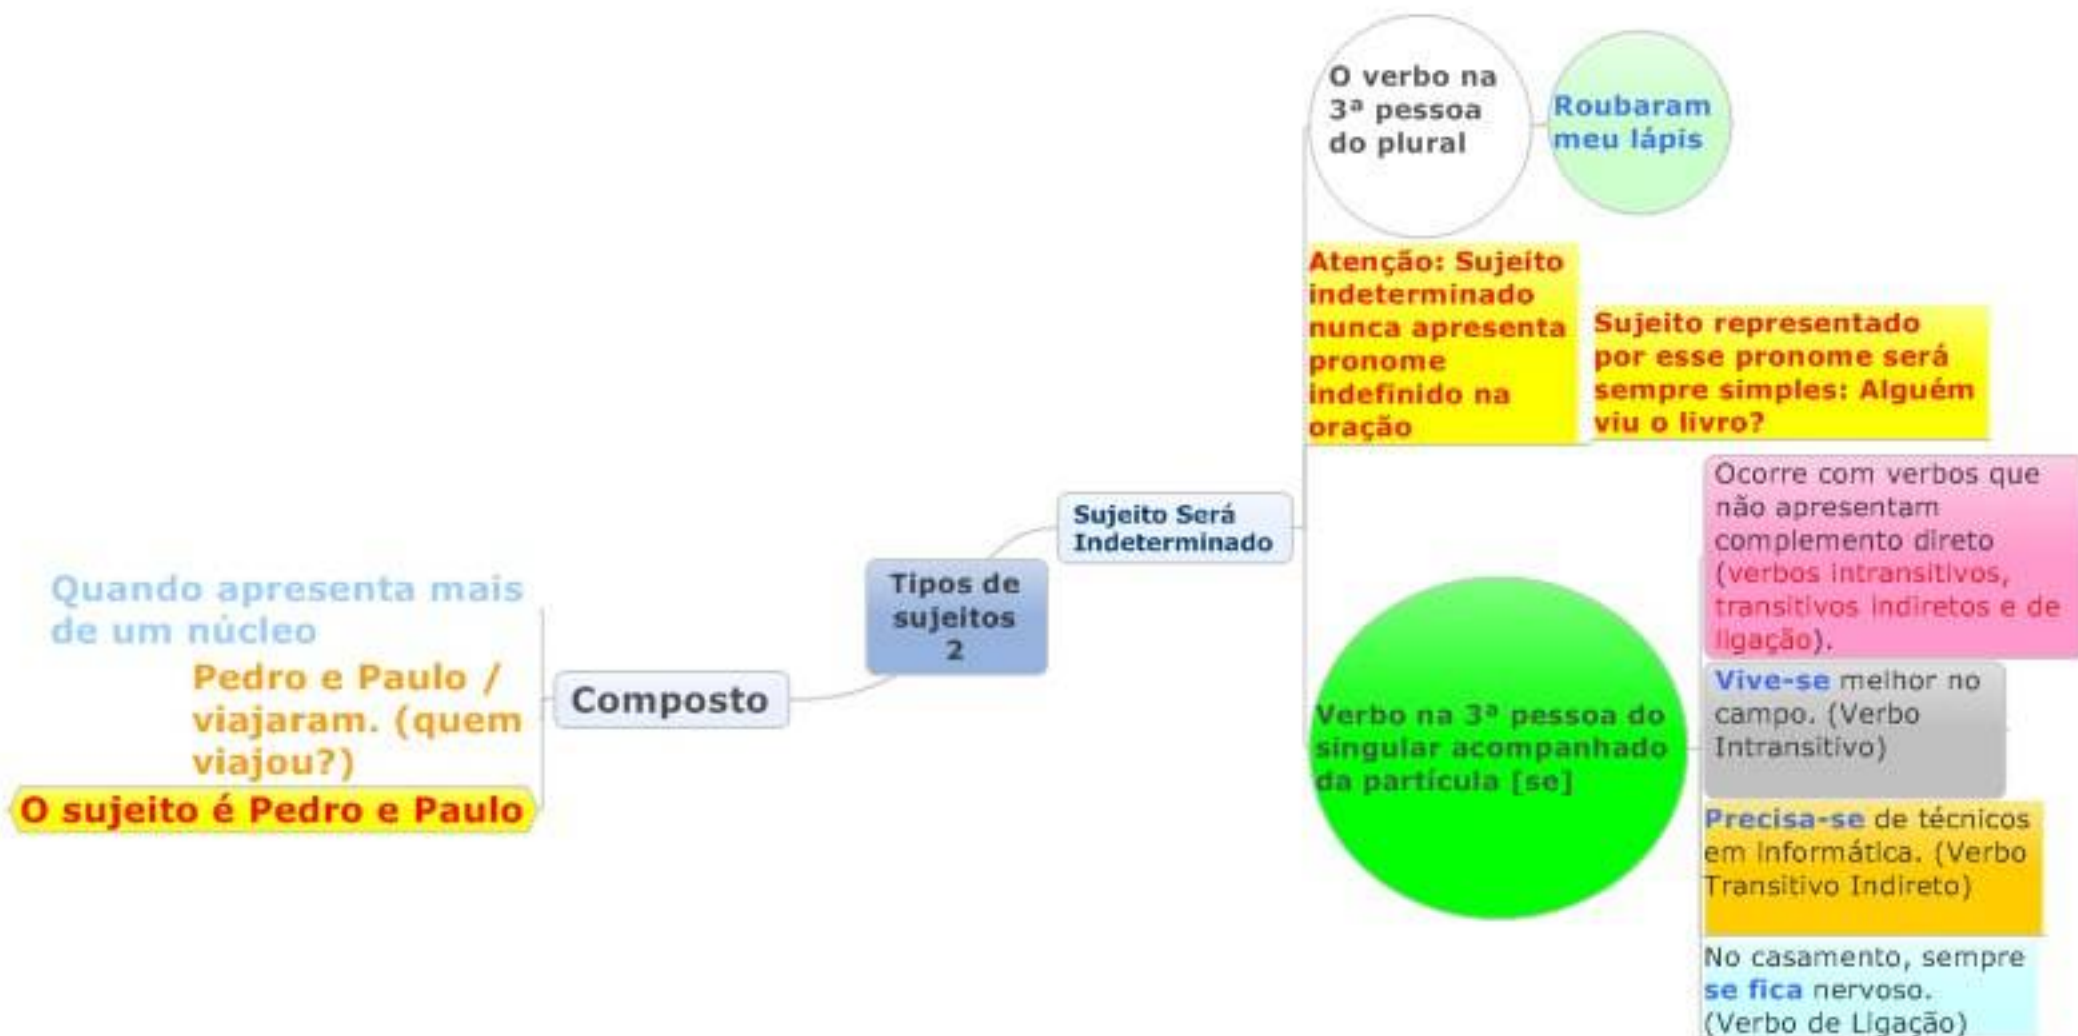 Tipos de
sujeitos
2
Composto
Quando apresenta mais
de um núcleo
Pedro e Paulo /
viajaram. (quem
viajou?)
O sujeito é Pedro e Paulo
Sujeito Será
Indeterminado
O verbo na
3ª pessoa
do plural
Roubaram
meu lápis
Atenção: Sujeito
indeterminado
nunca apresenta
pronome
indefinido na
oração
Sujeito representado
por esse pronome será
sempre simples: Alguém
viu o livro?
Verbo na 3ª pessoa do
singular acompanhado
da partícula [se]
Ocorre com verbos que
não apresentam
complemento direto
(verbos intransitivos,
transitivos indiretos e de
ligação).
Vive-se melhor no
campo. (Verbo
Intransitivo)
Precisa-se de técnicos
em informática. (Verbo
Transitivo Indireto)
No casamento, sempre
se fica nervoso.
(Verbo de Ligação)